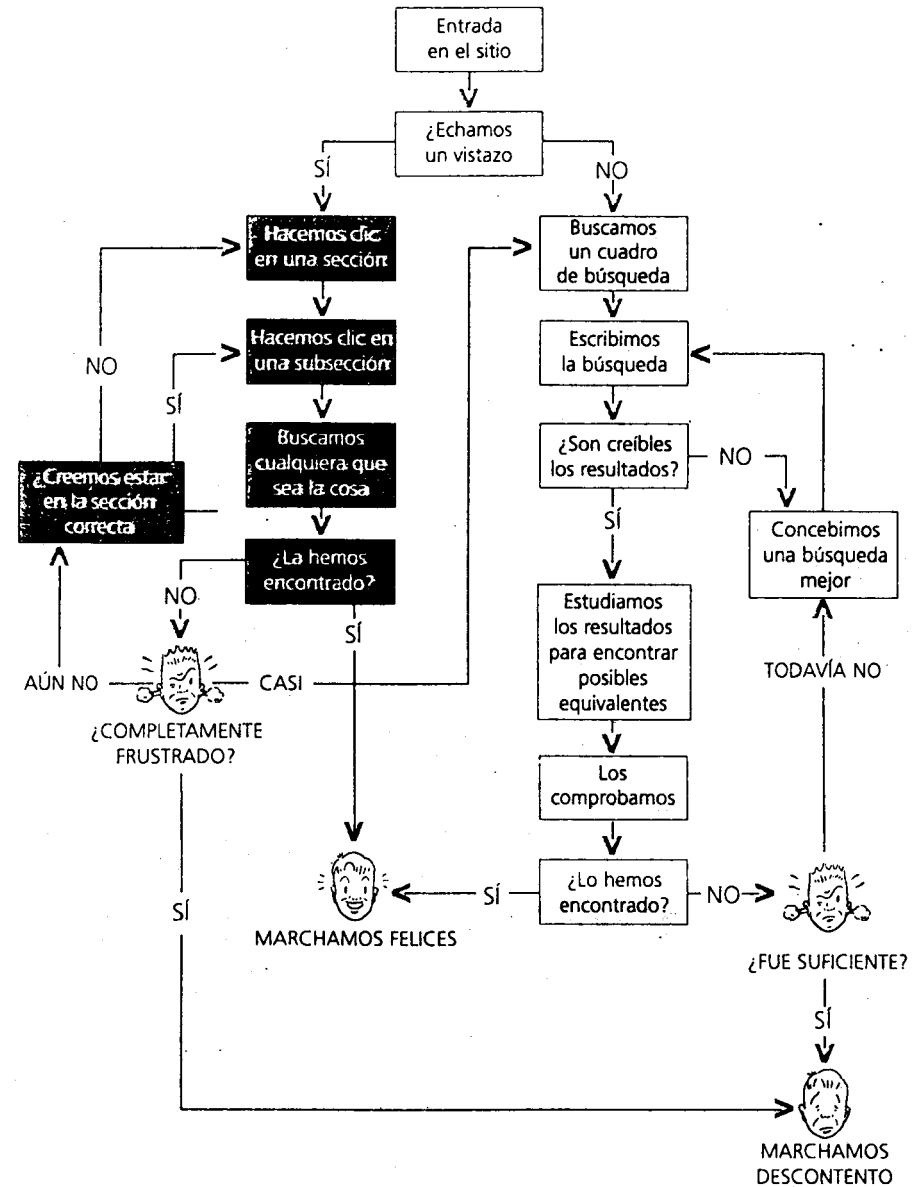 Entrada
en el sitio
¿Echamos
un vistazo
SÍ
NO
Hacemos clic
en una sección
Buscamos
un cuadro
de búsqueda
Hacemos clic en
una subsección
Escribimos
la búsqueda
NO
SÍ
Buscamos
cualquiera que
sea la cosa
¿Son creíbles
los resultados?
NO
¿Creemos estar
en la sección
correcta
SÍ
Concebimos
una búsqueda
mejor
¿La hemos
encontrado?
NO
SÍ
Estudiamos
los resultados
para encontrar
posibles
equivalentes
AÚN NO
CASI
TODAVÍA NO
¿COMPLETAMENTE
FRUSTRADO?
Los
comprobamos
¿Lo hemos
encontrado?
SÍ
NO
SÍ
MARCHAMOS FELICES
¿FUE SUFICIENTE?
SÍ
MARCHAMOS
DESCONTENTO